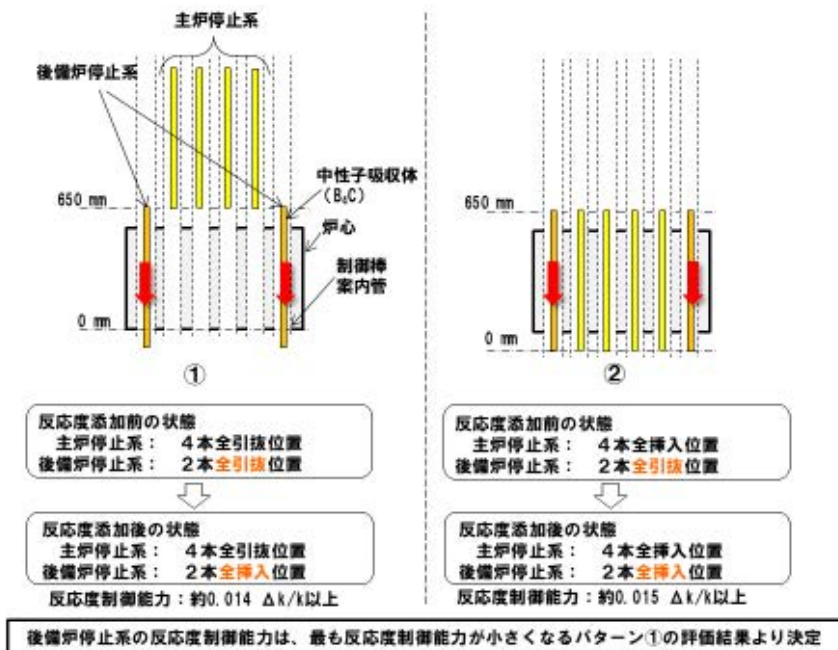 主炉停止系
後備炉停止系
中性子吸収体
(B₄C)
650 mm
炉心
制御棒
案内管
0 mm
①
反応度添加前の状態
主炉停止系： 4本全引抜位置
後備炉停止系： 2本全引抜位置
反応度添加後の状態
主炉停止系： 4本全引抜位置
後備炉停止系： 2本全挿入位置
反応度制御能力：約0.014 Δk/k以上
650 mm
0 mm
②
反応度添加前の状態
主炉停止系： 4本全挿入位置
後備炉停止系： 2本全引抜位置
反応度添加後の状態
主炉停止系： 4本全挿入位置
後備炉停止系： 2本全挿入位置
反応度制御能力：約0.015 Δk/k以上
後備炉停止系の反応度制御能力は、最も反応度制御能力が小さくなるパターン①の評価結果より決定